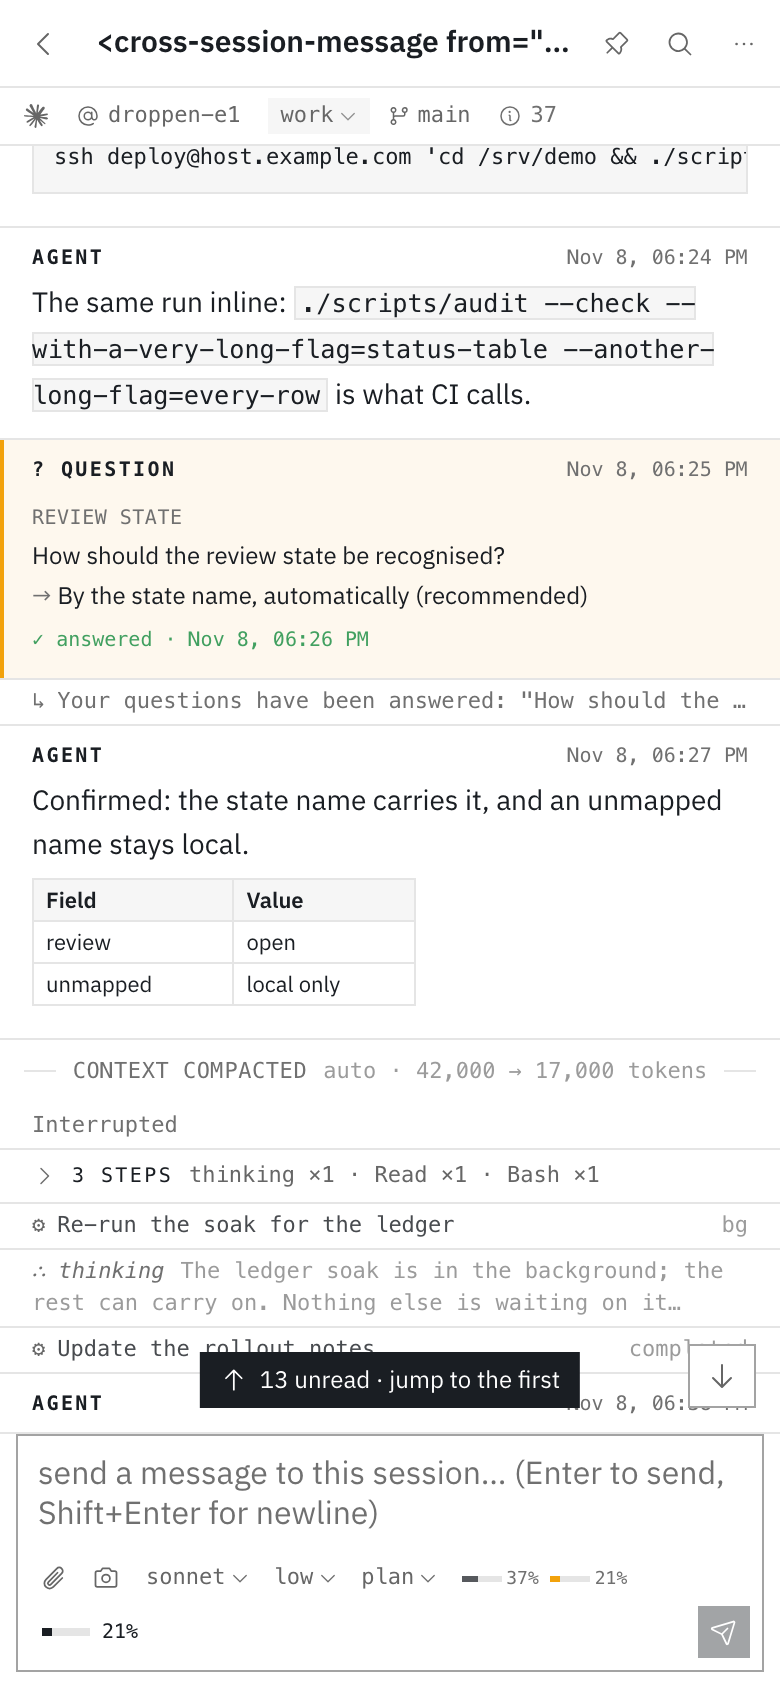 <cross-session-message from="...
@ droppen-e1 work main 37
ssh deploy@host.example.com 'cd /srv/demo && ./script
AGENT Nov 8, 06:24 PM
The same run inline: ./scripts/audit --check --
with-a-very-long-flag=status-table --another-
long-flag=every-row is what CI calls.
? QUESTION Nov 8, 06:25 PM
REVIEW STATE
How should the review state be recognised?
→ By the state name, automatically (recommended)
✓ answered · Nov 8, 06:26 PM
↳ Your questions have been answered: "How should the …
AGENT Nov 8, 06:27 PM
Confirmed: the state name carries it, and an unmapped
name stays local.
Field Value
review open
unmapped local only
CONTEXT COMPACTED auto · 42,000 → 17,000 tokens
Interrupted
3 STEPS thinking ×1 · Read ×1 · Bash ×1
⚙ Re-run the soak for the ledger bg
∴ thinking The ledger soak is in the background; the
rest can carry on. Nothing else is waiting on it…
⚙ Update the rollout notes
↑ 13 unread · jump to the first
AGENT Nov 8,
send a message to this session... (Enter to send,
Shift+Enter for newline)
sonnet low plan 37% 21%
21%